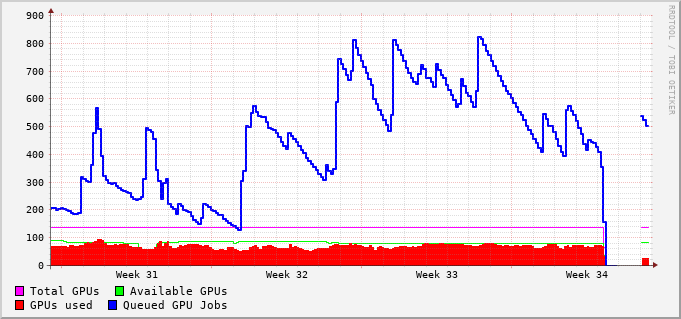 900
800
700
600
500
400
300
200
100
0
Week 31 Week 32 Week 33 Week 34
Total GPUs Available GPUs
GPUs used Queued GPU Jobs
RRDTOOL / TOBI OETIKER